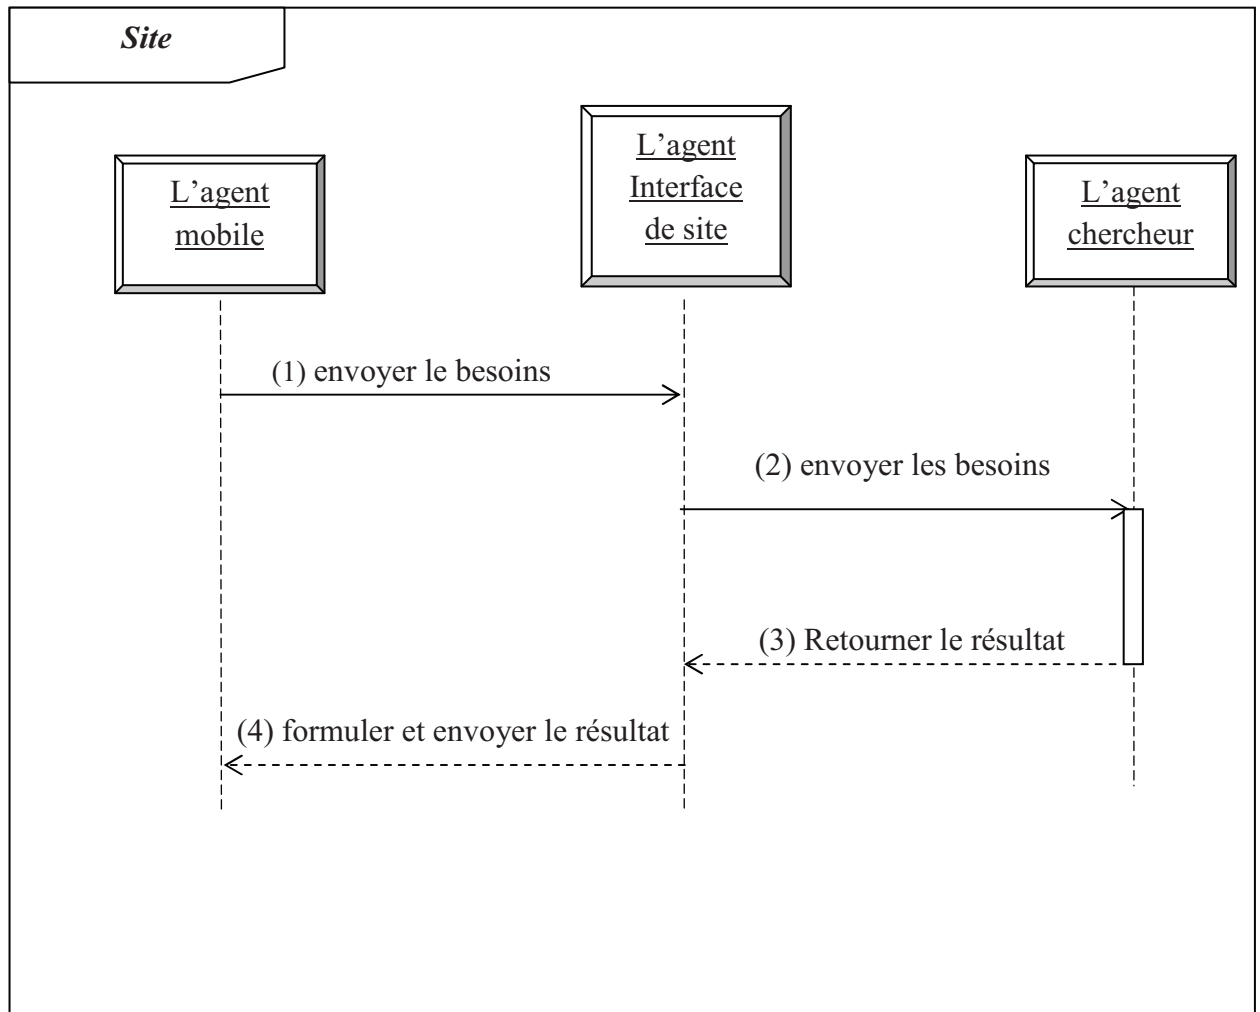 Site
L’agent
mobile
L’agent
Interface
de site
L’agent
chercheur
(1) envoyer le besoins
(2) envoyer les besoins
(3) Retourner le résultat
(4) formuler et envoyer le résultat